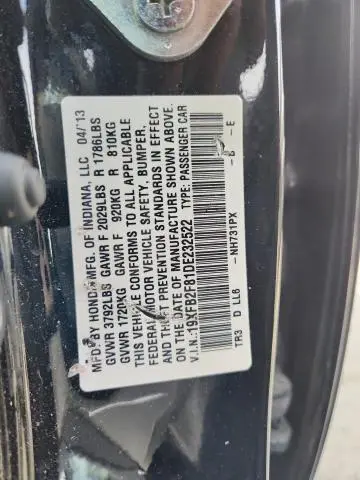 MFD. BY HONDA MFG. OF INDIANA, LLC 04/13
GVWR 3792LBS GAWR F 2029LBS R 1786LBS
GVWR 1720KG GAWR F 920KG R 810KG
THIS VEHICLE CONFORMS TO ALL APPLICABLE
FEDERAL MOTOR VEHICLE SAFETY, BUMPER,
AND THEFT PREVENTION STANDARDS IN EFFECT
ON THE DATE OF MANUFACTURE SHOWN ABOVE.
V.I.N.:19XFB2F81DE232522 TYPE: PASSENGER CAR
-NH731PX -B -E
TR3 D LL6